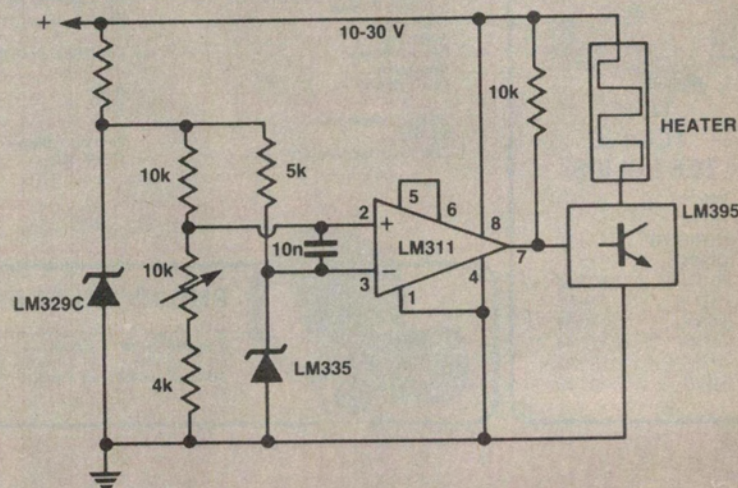 +
10-30 V
10k
HEATER
10k
5k
5
6
2
+
8
LM395
10n
LM311
7
10k
3
−
4
LM329C
1
LM335
4k